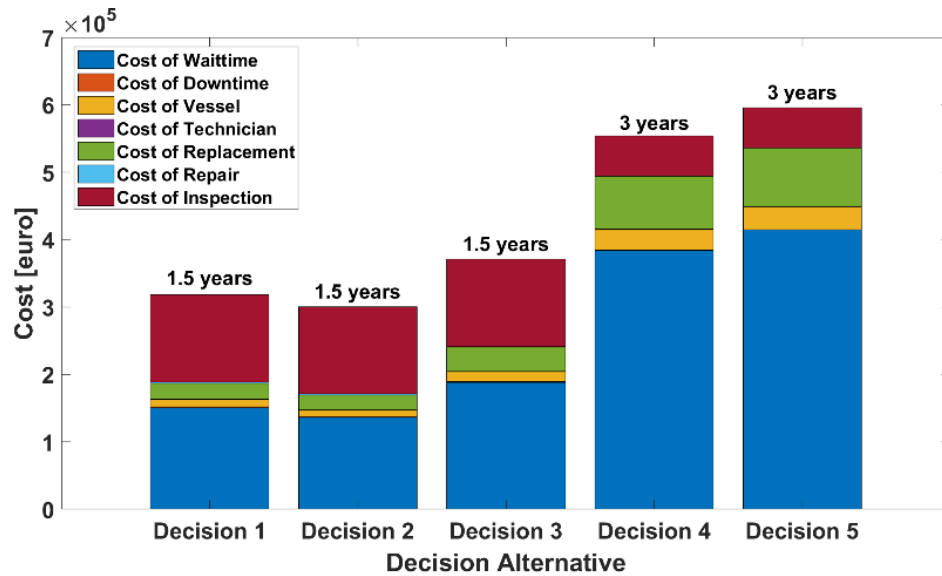 ×10⁵
7
6
5
4
3
2
1
0
Cost [euro]
Cost of Waittime
Cost of Downtime
Cost of Vessel
Cost of Technician
Cost of Replacement
Cost of Repair
Cost of Inspection
1.5 years
1.5 years
1.5 years
3 years
3 years
Decision 1
Decision 2
Decision 3
Decision 4
Decision 5
Decision Alternative